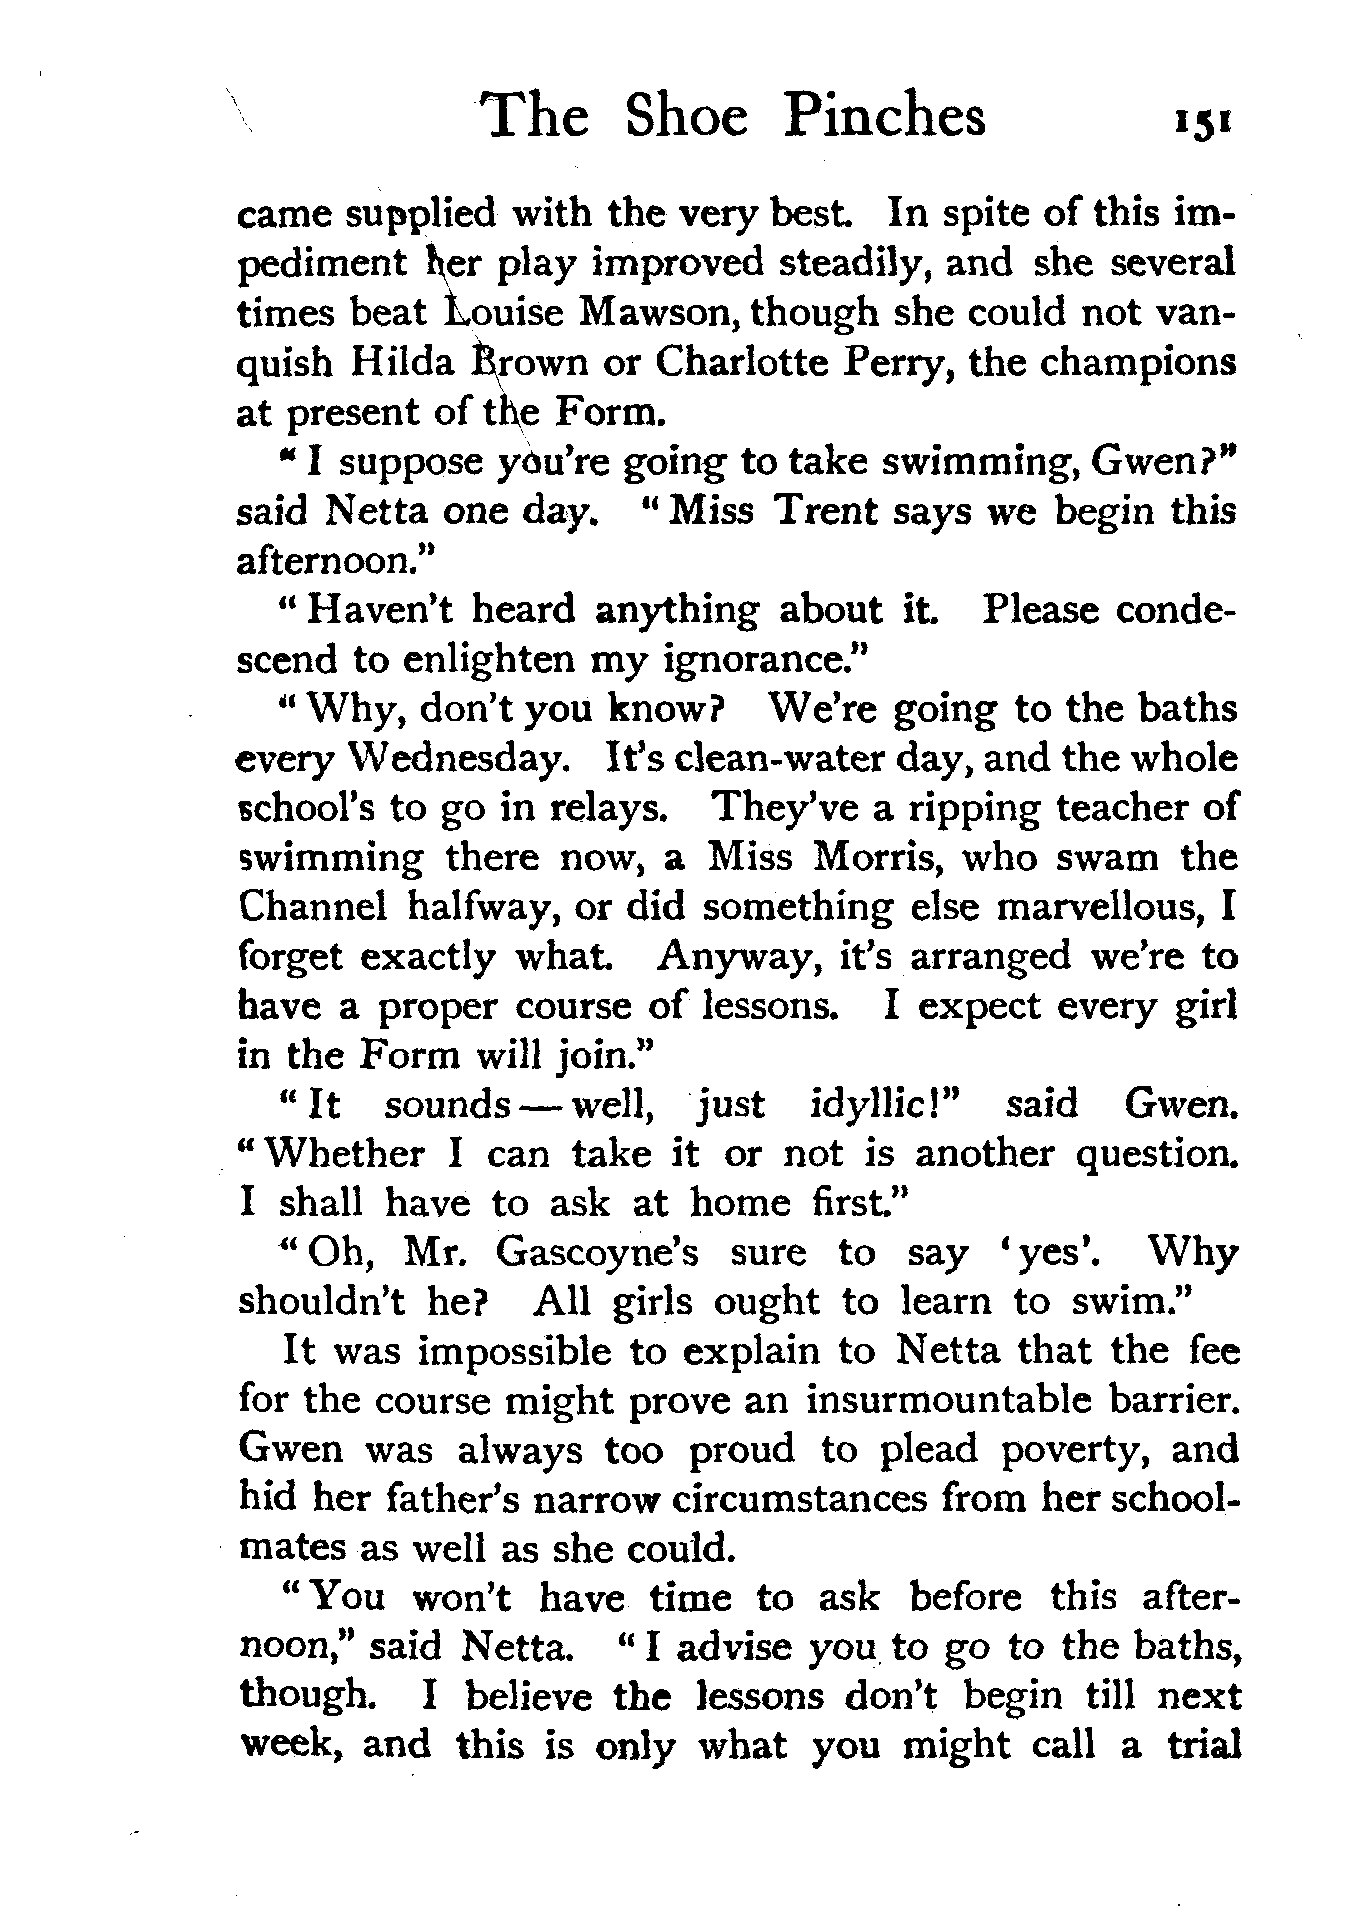 The Shoe Pinches 151
came supplied with the very best. In spite of this im-
pediment her play improved steadily, and she several
times beat Louise Mawson, though she could not van-
quish Hilda Brown or Charlotte Perry, the champions
at present of the Form.
"I suppose you're going to take swimming, Gwen?"
said Netta one day. "Miss Trent says we begin this
afternoon."
"Haven't heard anything about it. Please conde-
scend to enlighten my ignorance."
"Why, don't you know? We're going to the baths
every Wednesday. It's clean-water day, and the whole
school's to go in relays. They've a ripping teacher of
swimming there now, a Miss Morris, who swam the
Channel halfway, or did something else marvellous, I
forget exactly what. Anyway, it's arranged we're to
have a proper course of lessons. I expect every girl
in the Form will join."
"It sounds—well, just idyllic!" said Gwen.
"Whether I can take it or not is another question.
I shall have to ask at home first."
"Oh, Mr. Gascoyne's sure to say 'yes'. Why
shouldn't he? All girls ought to learn to swim."
It was impossible to explain to Netta that the fee
for the course might prove an insurmountable barrier.
Gwen was always too proud to plead poverty, and
hid her father's narrow circumstances from her school-
mates as well as she could.
"You won't have time to ask before this after-
noon," said Netta. "I advise you to go to the baths,
though. I believe the lessons don't begin till next
week, and this is only what you might call a trial